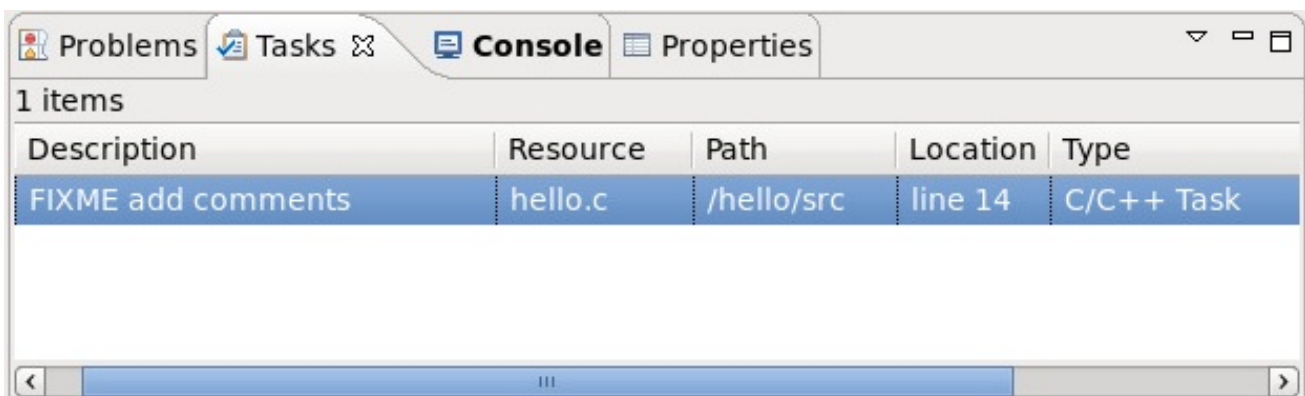 Problems Tasks Console Properties
1 items
Description Resource Path Location Type
FIXME add comments hello.c /hello/src line 14 C/C++ Task